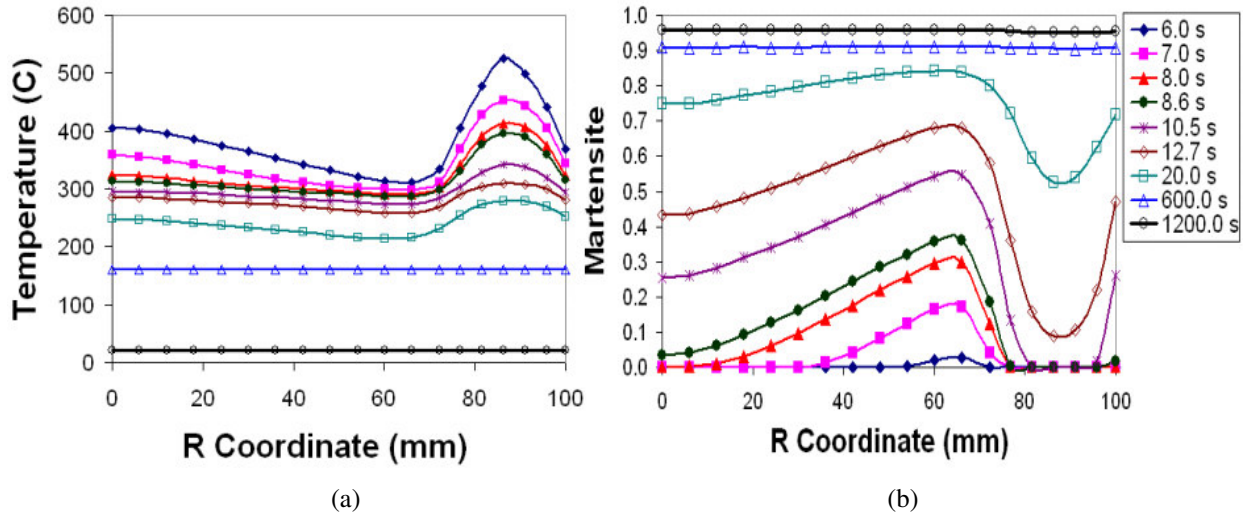 600
500
400
300
200
100
0
Temperature (C)
0 20 40 60 80 100
R Coordinate (mm)
(a)
1.0
0.9
0.8
0.7
0.6
0.5
0.4
0.3
0.2
0.1
0.0
Martensite
0 20 40 60 80 100
R Coordinate (mm)
(b)
6.0 s
7.0 s
8.0 s
8.6 s
10.5 s
12.7 s
20.0 s
600.0 s
1200.0 s